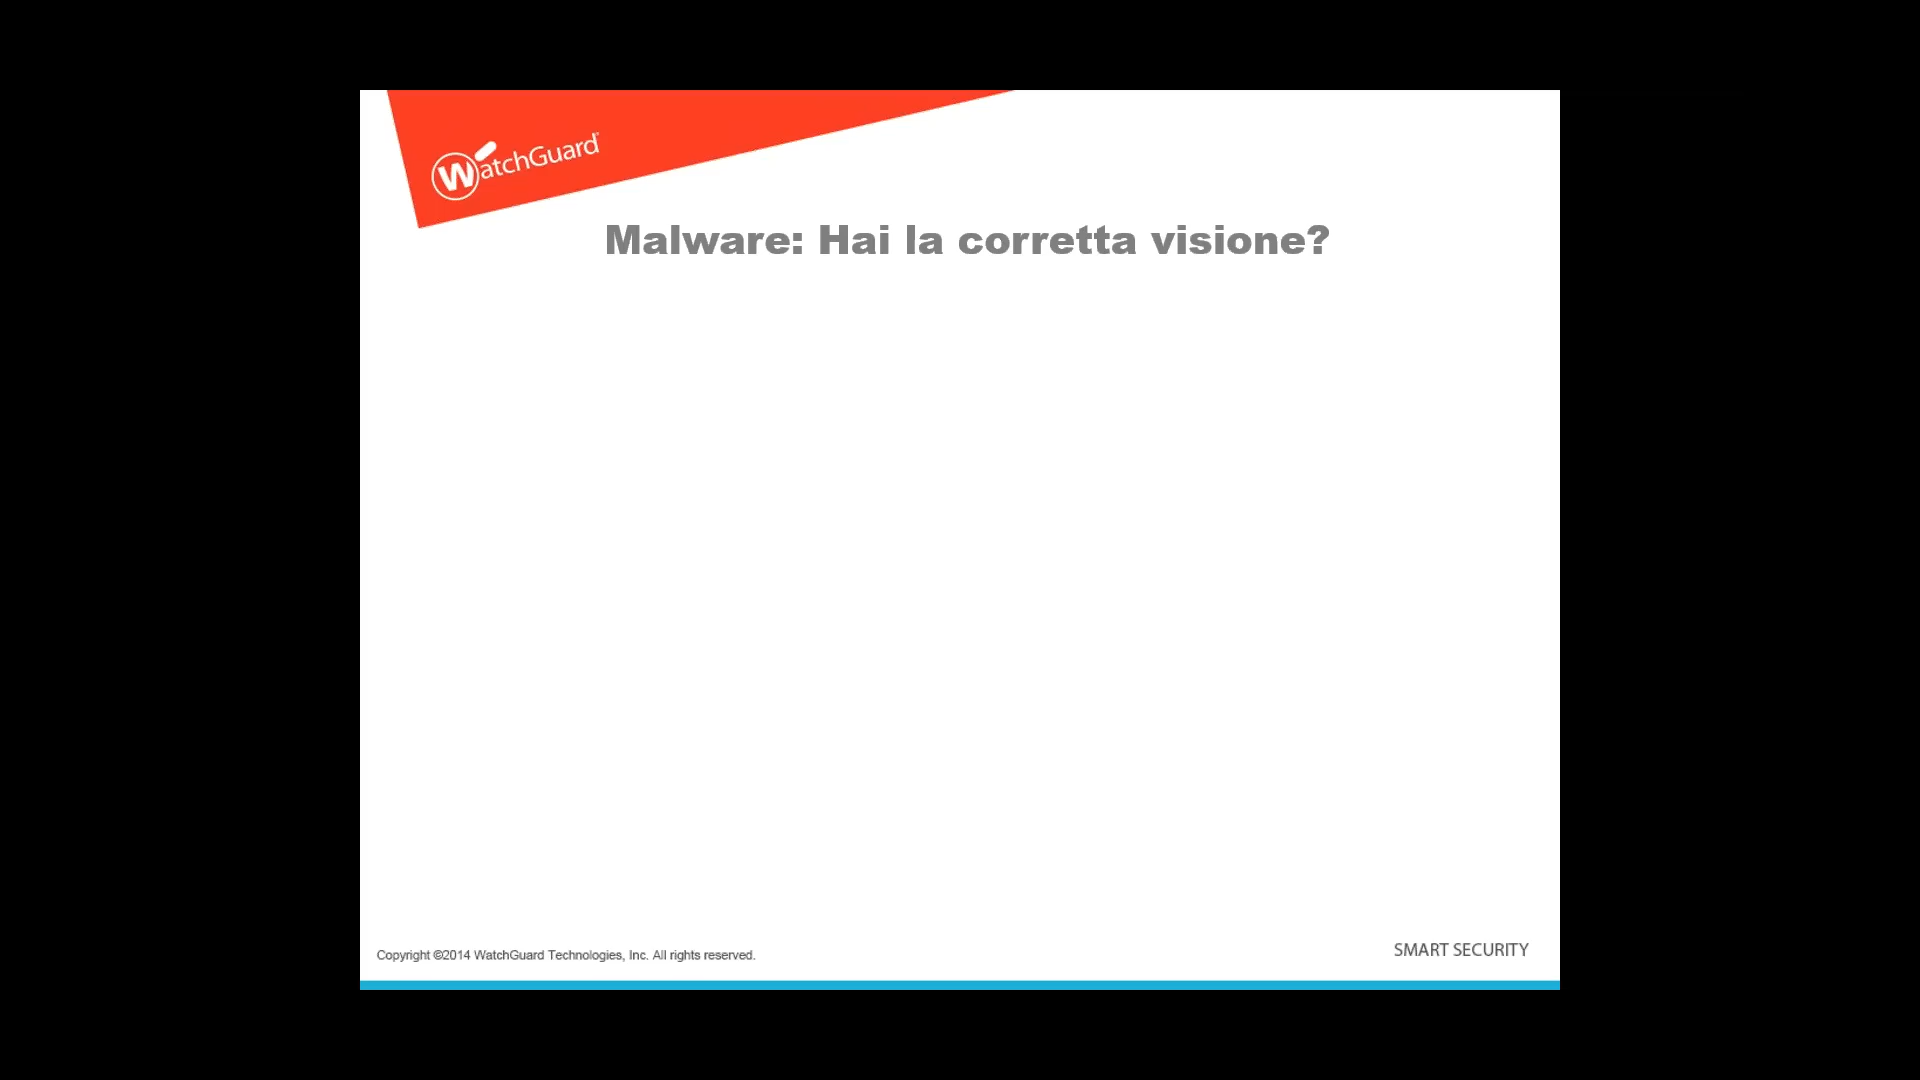 WatchGuard
Malware: Hai la corretta visione?
Copyright ©2014 WatchGuard Technologies, Inc. All rights reserved.
SMART SECURITY